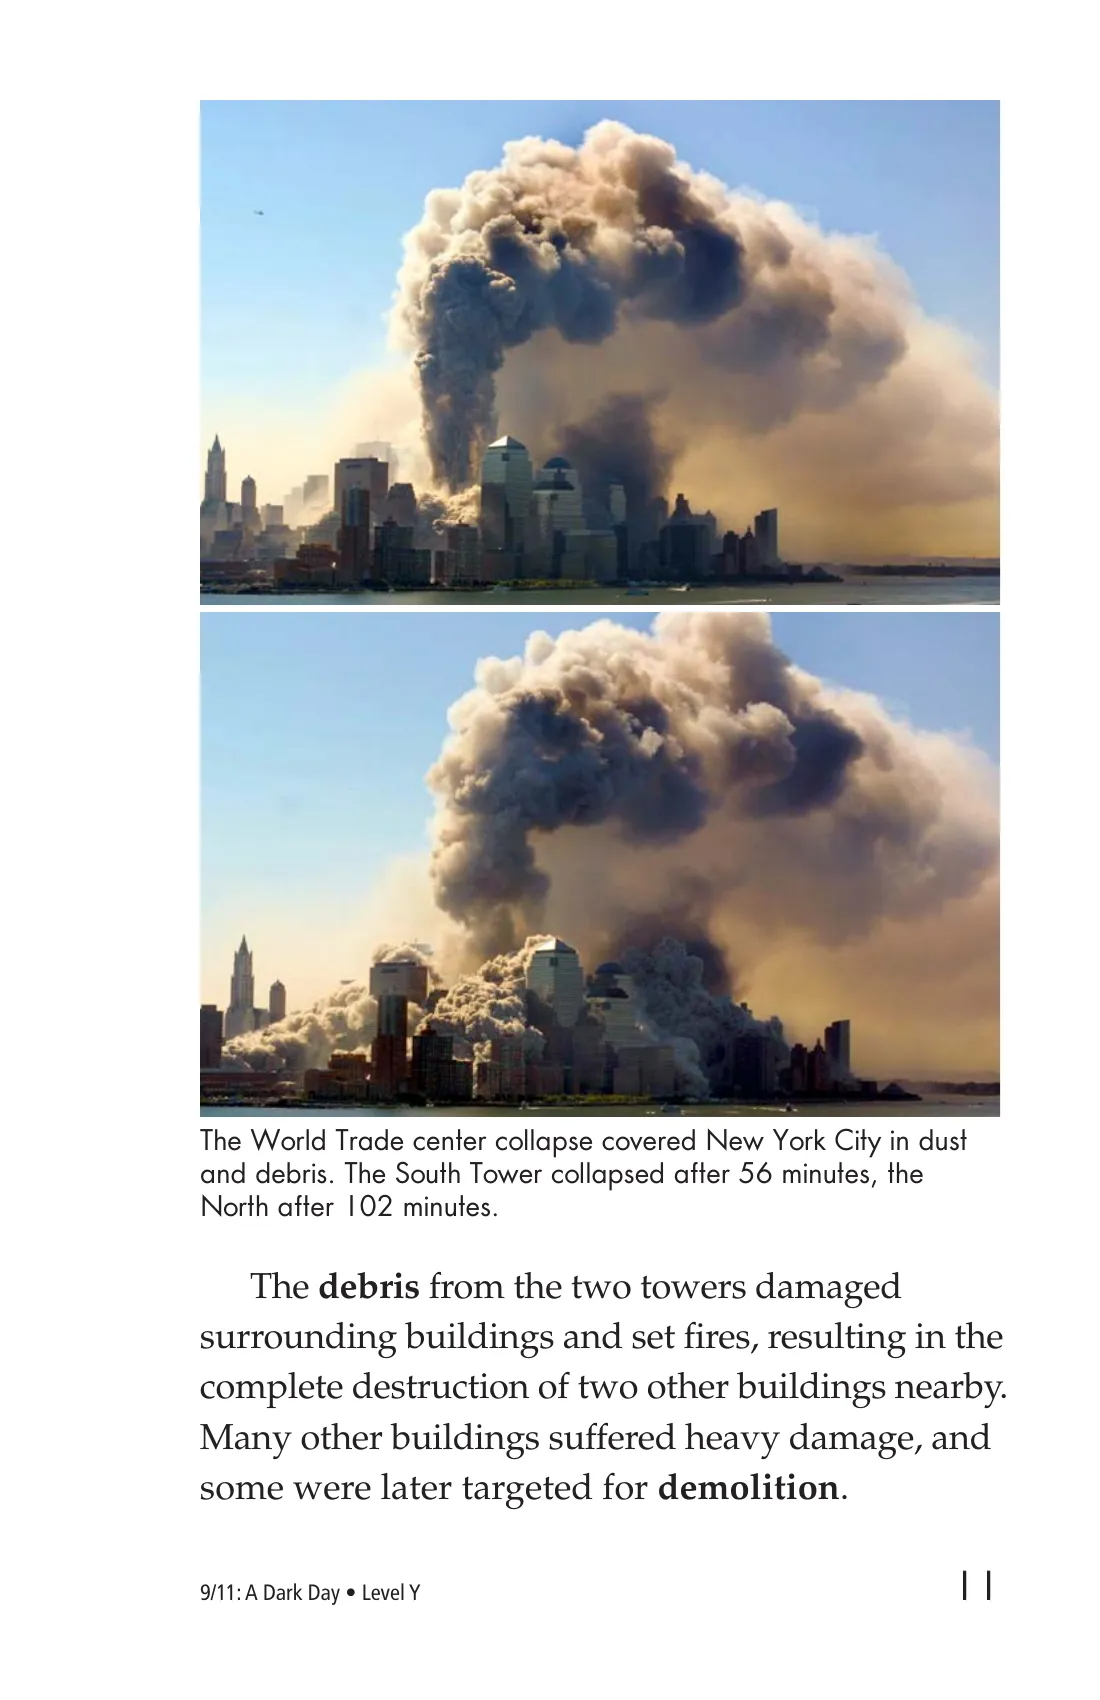 The World Trade center collapse covered New York City in dust
and debris. The South Tower collapsed after 56 minutes, the
North after 102 minutes.
The debris from the two towers damaged
surrounding buildings and set fires, resulting in the
complete destruction of two other buildings nearby.
Many other buildings suffered heavy damage, and
some were later targeted for demolition.
9/11: A Dark Day • Level Y
11